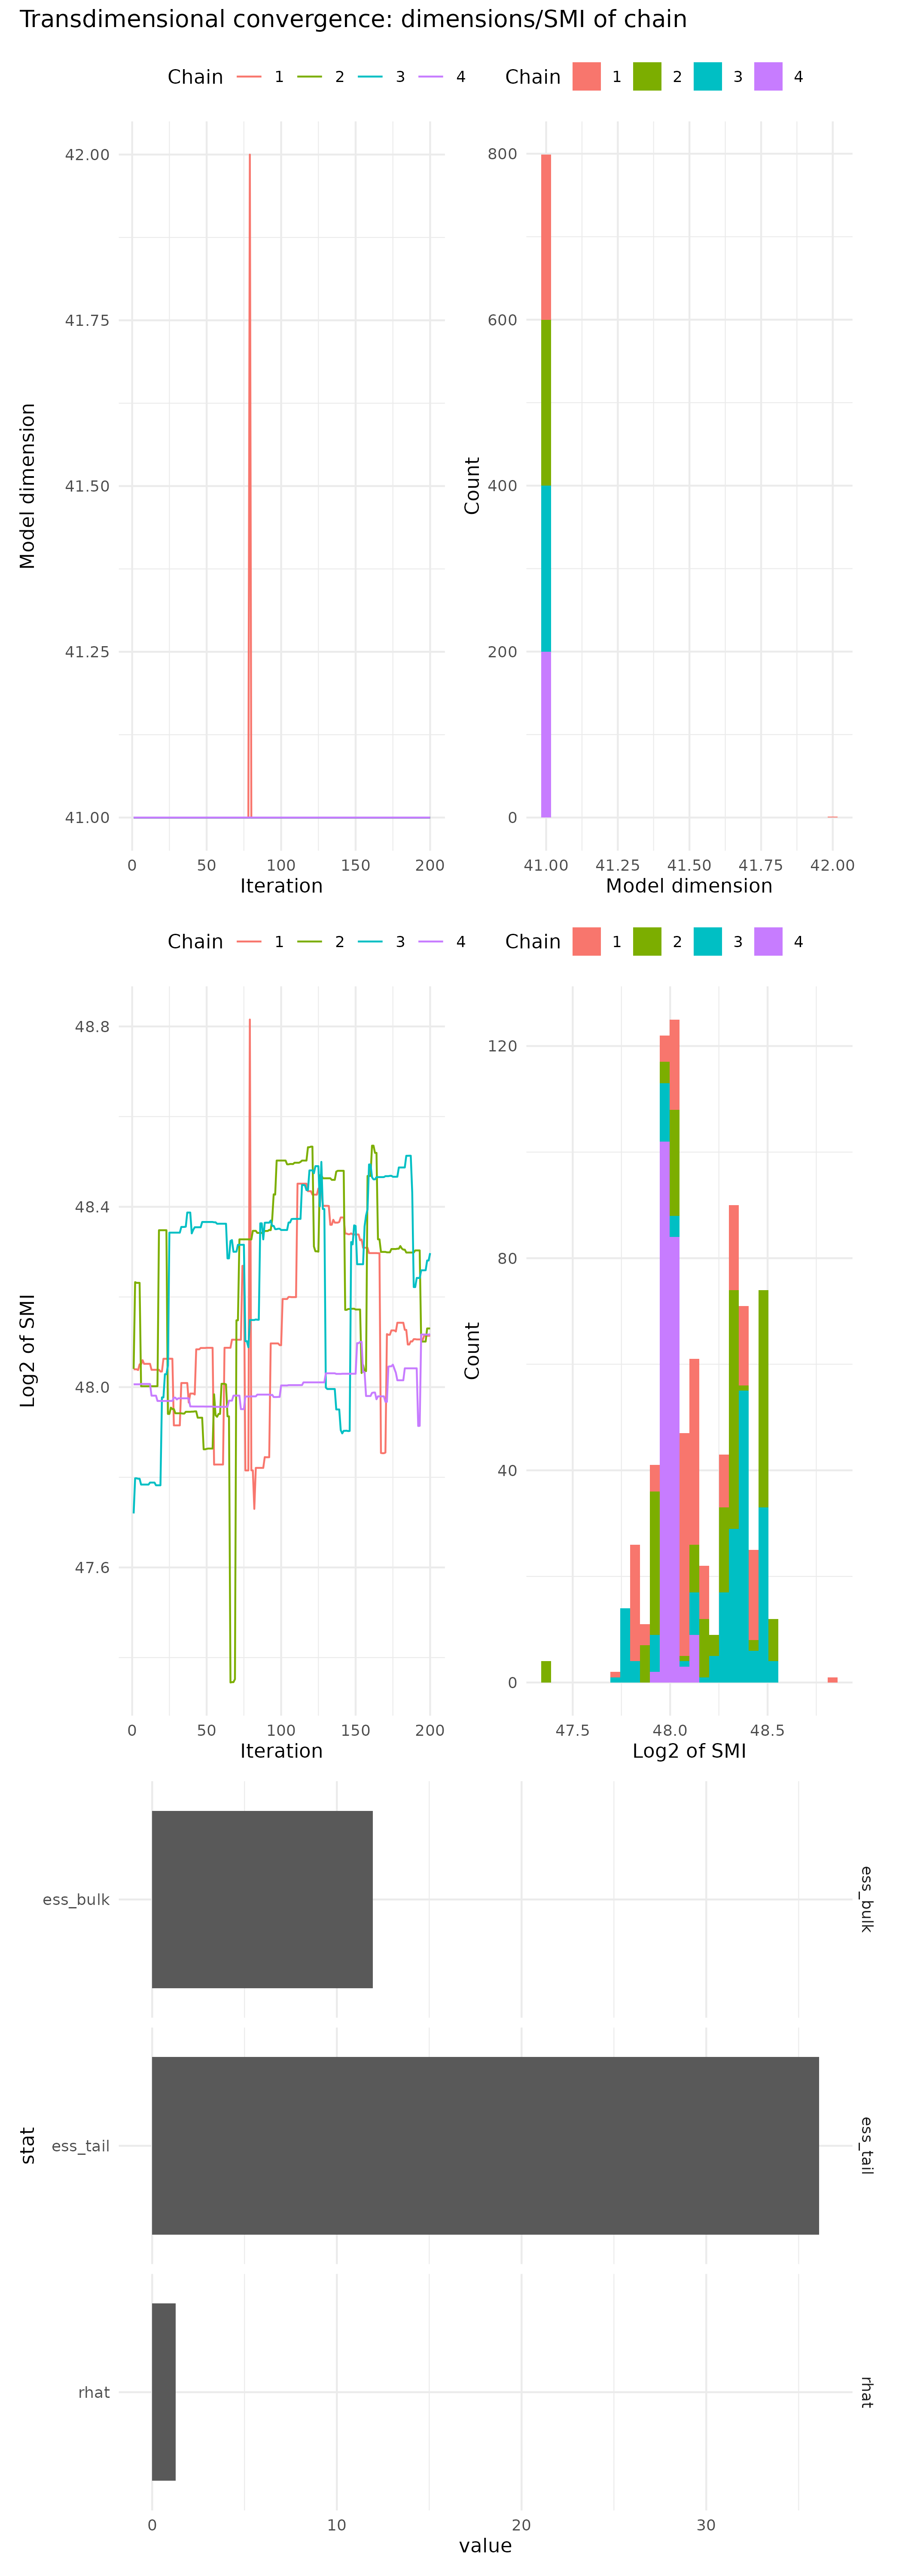 Transdimensional convergence: dimensions/SMI of chain
Chain 1 2 3 4
Chain 1 2 3 4
Model dimension
42.00
41.75
41.50
41.25
41.00
0 50 100 150 200
Iteration
Count
800
600
400
200
0
41.00 41.25 41.50 41.75 42.00
Model dimension
Chain 1 2 3 4
Chain 1 2 3 4
Log2 of SMI
48.8
48.4
48.0
47.6
0 50 100 150 200
Iteration
Count
120
80
40
0
47.5 48.0 48.5
Log2 of SMI
stat
ess_bulk
ess_bulk
ess_tail
ess_tail
rhat
rhat
0 10 20 30
value